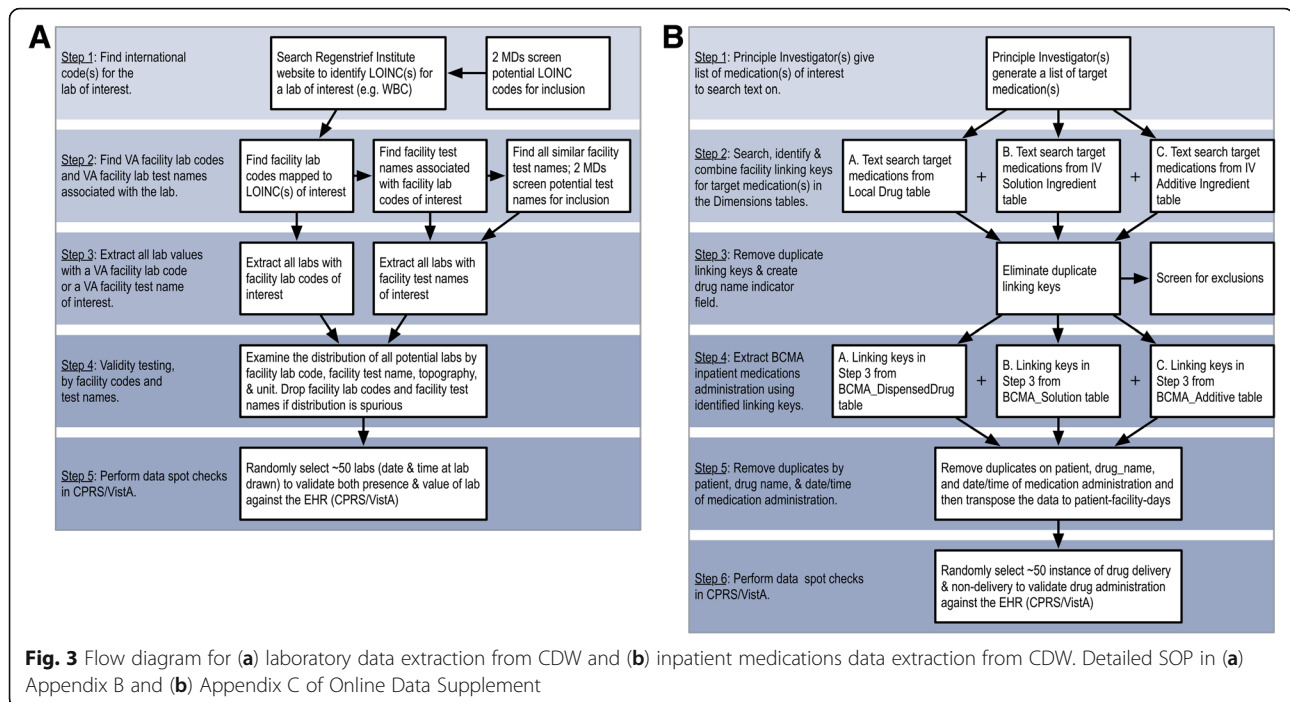 A
Step 1: Find international
code(s) for the
lab of interest.
Search Regenstrief Institute
website to identify LOINC(s) for
a lab of interest (e.g. WBC)
2 MDs screen
potential LOINC
codes for inclusion
Step 2: Find VA facility lab codes
and VA facility lab test names
associated with the lab.
Find facility lab
codes mapped to
LOINC(s) of interest
Find facility test
names associated
with facility lab
codes of interest
Find all similar facility
test names; 2 MDs
screen potential test
names for inclusion
Step 3: Extract all lab values
with a VA facility lab code
or a VA facility test name
of interest.
Extract all labs with
facility lab codes of
interest
Extract all labs with
facility test names
of interest
Step 4: Validity testing,
by facility codes and
test names.
Examine the distribution of all potential labs by
facility lab code, facility test name, topography,
& unit. Drop facility lab codes and facility test
names if distribution is spurious
Step 5: Perform data spot checks
in CPRS/VistA.
Randomly select ~50 labs (date & time at lab
drawn) to validate both presence & value of lab
against the EHR (CPRS/VistA)
B
Step 1: Principle Investigator(s) give
list of medication(s) of interest
to search text on.
Principle Investigator(s)
generate a list of target
medication(s)
Step 2: Search, identify &
combine facility linking keys
for target medication(s) in
the Dimensions tables.
A. Text search target
medications from
Local Drug table
+
B. Text search target
medications from IV
Solution Ingredient
table
+
C. Text search target
medications from IV
Additive Ingredient
table
Step 3: Remove duplicate
linking keys & create
drug name indicator
field.
Eliminate duplicate
linking keys
Screen for exclusions
Step 4: Extract BCMA
inpatient medications
administration using
identified linking keys.
A. Linking keys in
Step 3 from
BCMA_DispensedDrug
table
+
B. Linking keys in
Step 3 from
BCMA_Solution table
+
C. Linking keys in
Step 3 from
BCMA_Additive table
Step 5: Remove duplicates by
patient, drug name, & date/time
of medication administration.
Remove duplicates on patient, drug_name,
and date/time of medication administration and
then transpose the data to patient-facility-days
Step 6: Perform data spot checks
in CPRS/VistA.
Randomly select ~50 instance of drug delivery
& non-delivery to validate drug administration
against the EHR (CPRS/VistA)
Fig. 3 Flow diagram for (a) laboratory data extraction from CDW and (b) inpatient medications data extraction from CDW. Detailed SOP in (a)
Appendix B and (b) Appendix C of Online Data Supplement